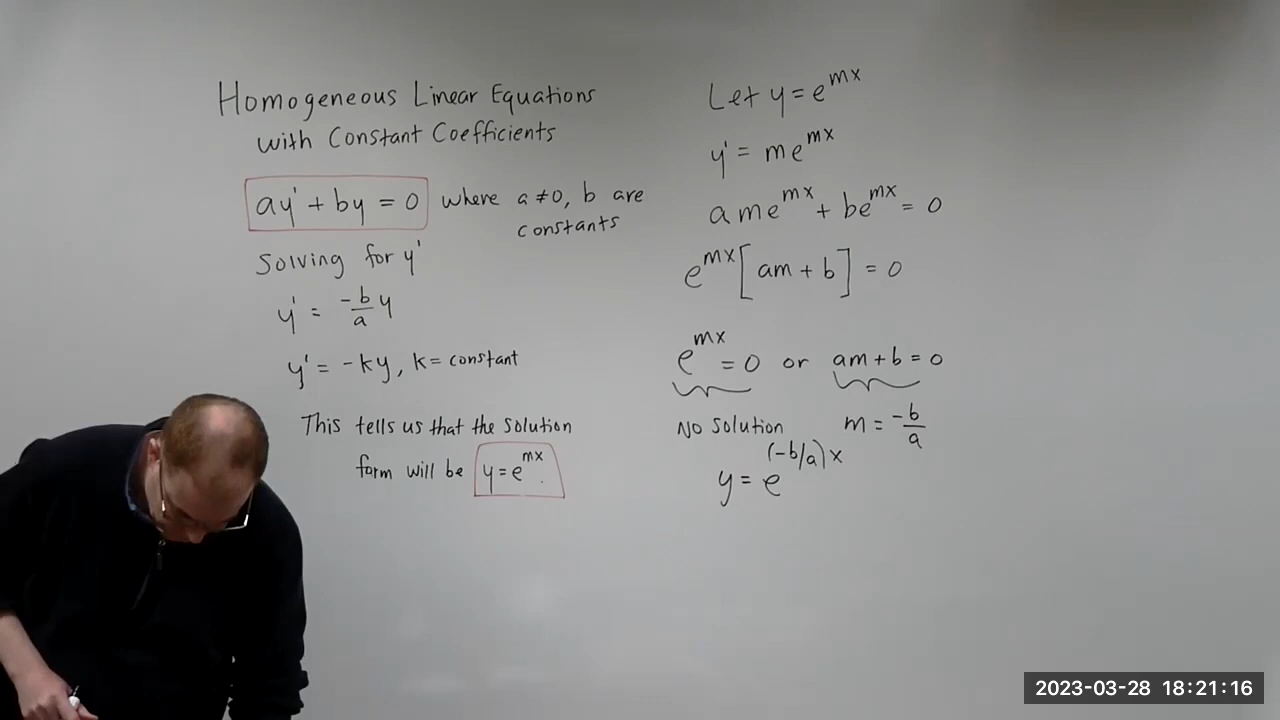 Homogeneous Linear Equations
with Constant Coefficients
ay' + by = 0 where a ≠ 0, b are
constants
Solving for y'
y' = -b/a y
y' = -ky, k = constant
This tells us that the solution
form will be y = e^mx.
Let y = e^mx
y' = me^mx
ame^mx + be^mx = 0
e^mx [am + b] = 0
e^mx = 0 or am + b = 0
No solution m = -b/a
y = e^(-b/a)x
2023-03-28 18:21:16